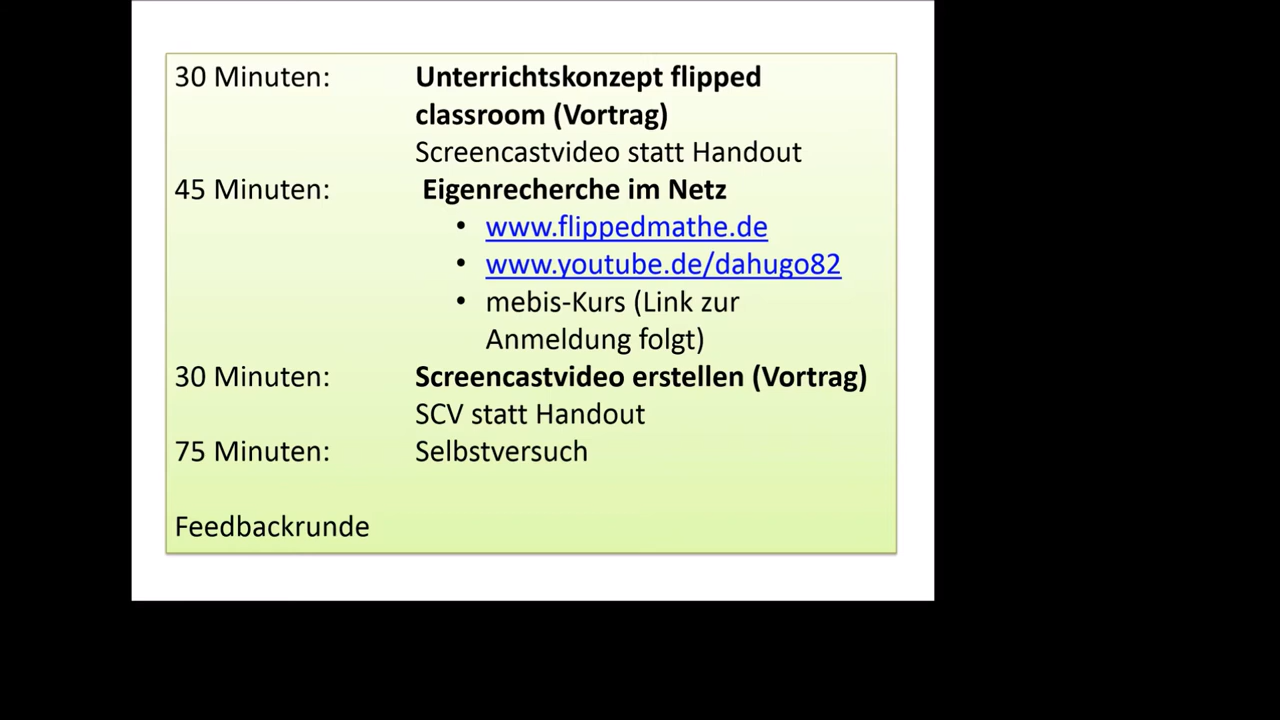 30 Minuten: Unterrichtskonzept flipped
classroom (Vortrag)
Screencastvideo statt Handout
45 Minuten: Eigenrecherche im Netz
• www.flippedmathe.de
• www.youtube.de/dahugo82
• mebis-Kurs (Link zur
Anmeldung folgt)
30 Minuten: Screencastvideo erstellen (Vortrag)
SCV statt Handout
75 Minuten: Selbstversuch
Feedbackrunde